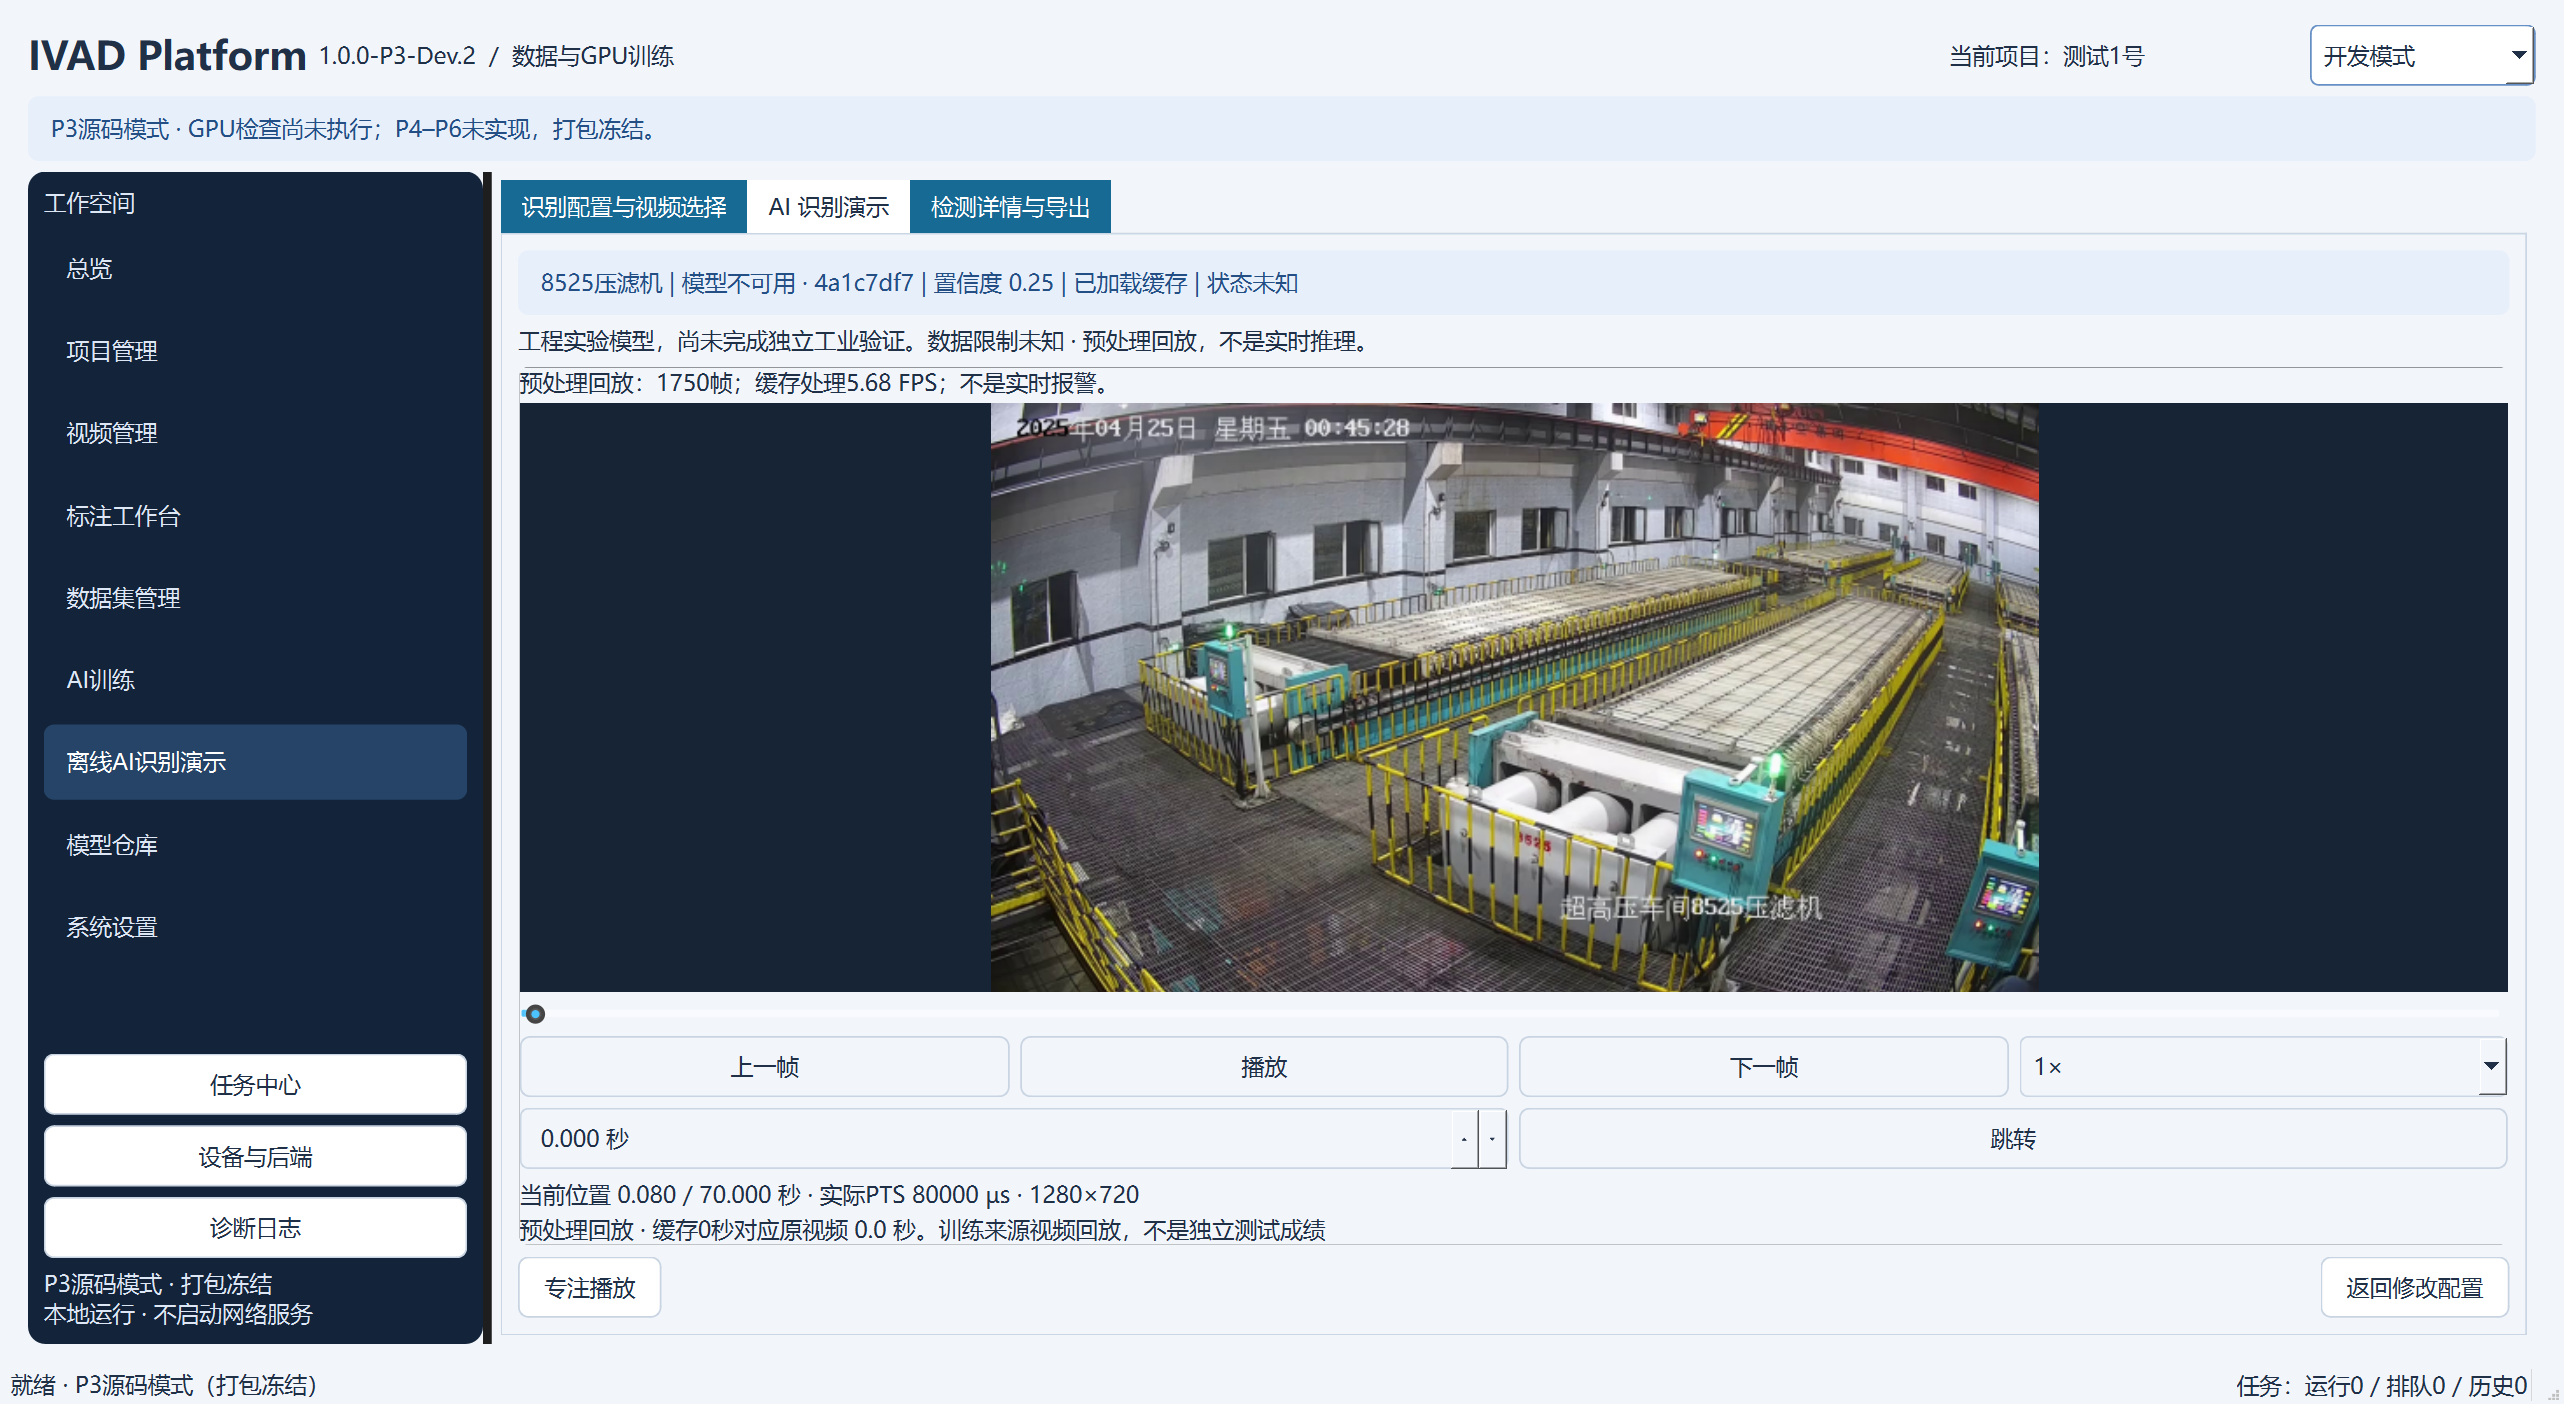 IVAD Platform 1.0.0-P3-Dev.2 / 数据与GPU训练
当前项目：测试1号
开发模式
P3源码模式 · GPU检查尚未执行；P4–P6未实现，打包冻结。
工作空间
总览
项目管理
视频管理
标注工作台
数据集管理
AI训练
离线AI识别演示
模型仓库
系统设置
任务中心
设备与后端
诊断日志
P3源码模式 · 打包冻结
本地运行 · 不启动网络服务
识别配置与视频选择
AI 识别演示
检测详情与导出
8525压滤机 | 模型不可用 · 4a1c7df7 | 置信度 0.25 | 已加载缓存 | 状态未知
工程实验模型，尚未完成独立工业验证。数据限制未知 · 预处理回放，不是实时推理。
预处理回放：1750帧；缓存处理5.68 FPS；不是实时报警。
2025年04月25日 星期五 00:45:28
8525
超高压车间8525压滤机
上一帧
播放
下一帧
1×
0.000 秒
跳转
当前位置 0.080 / 70.000 秒 · 实际PTS 80000 µs · 1280×720
预处理回放 · 缓存0秒对应原视频 0.0 秒。训练来源视频回放，不是独立测试成绩
专注播放
返回修改配置
就绪 · P3源码模式（打包冻结）
任务：运行0 / 排队0 / 历史0